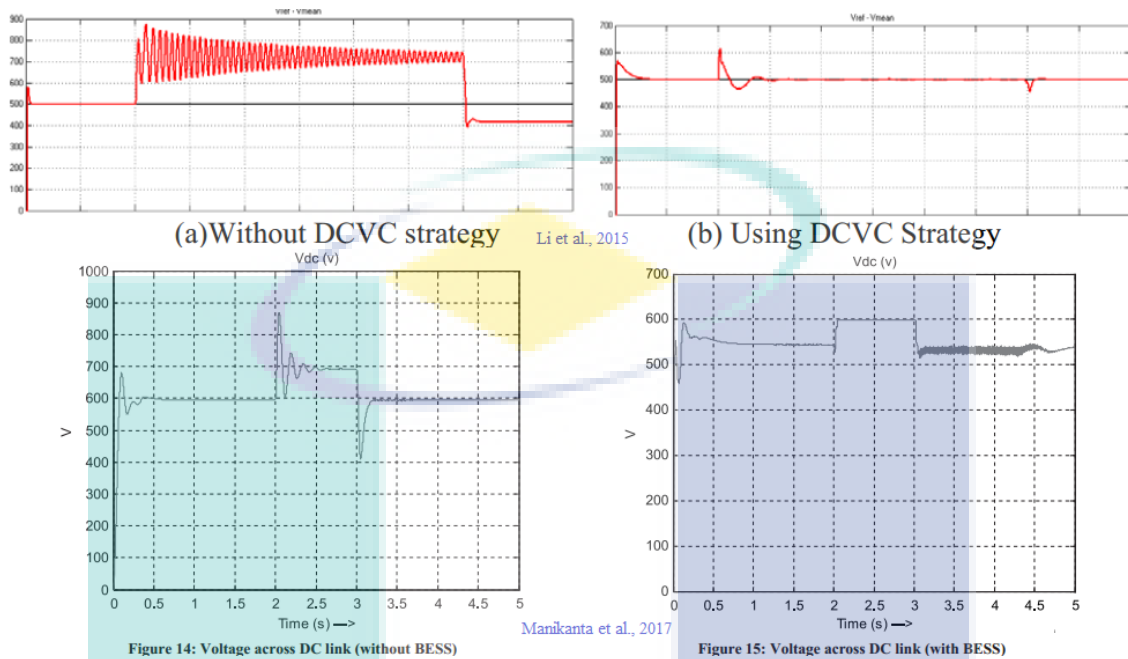 Vref - Vmean
900
800
700
600
500
400
300
200
100
0
Vref - Vmean
700
600
500
400
300
200
100
0
(a)Without DCVC strategy
Li et al., 2015
(b) Using DCVC Strategy
Vdc (v)
1000
900
800
700
600
500
400
300
200
100
0
V
0 0.5 1 1.5 2 2.5 3 3.5 4 4.5 5
Time (s) —>
Vdc (v)
700
600
500
400
300
200
100
0
V
0 0.5 1 1.5 2 2.5 3 3.5 4 4.5 5
Time (s) —>
Manikanta et al., 2017
Figure 14: Voltage across DC link (without BESS)
Figure 15: Voltage across DC link (with BESS)